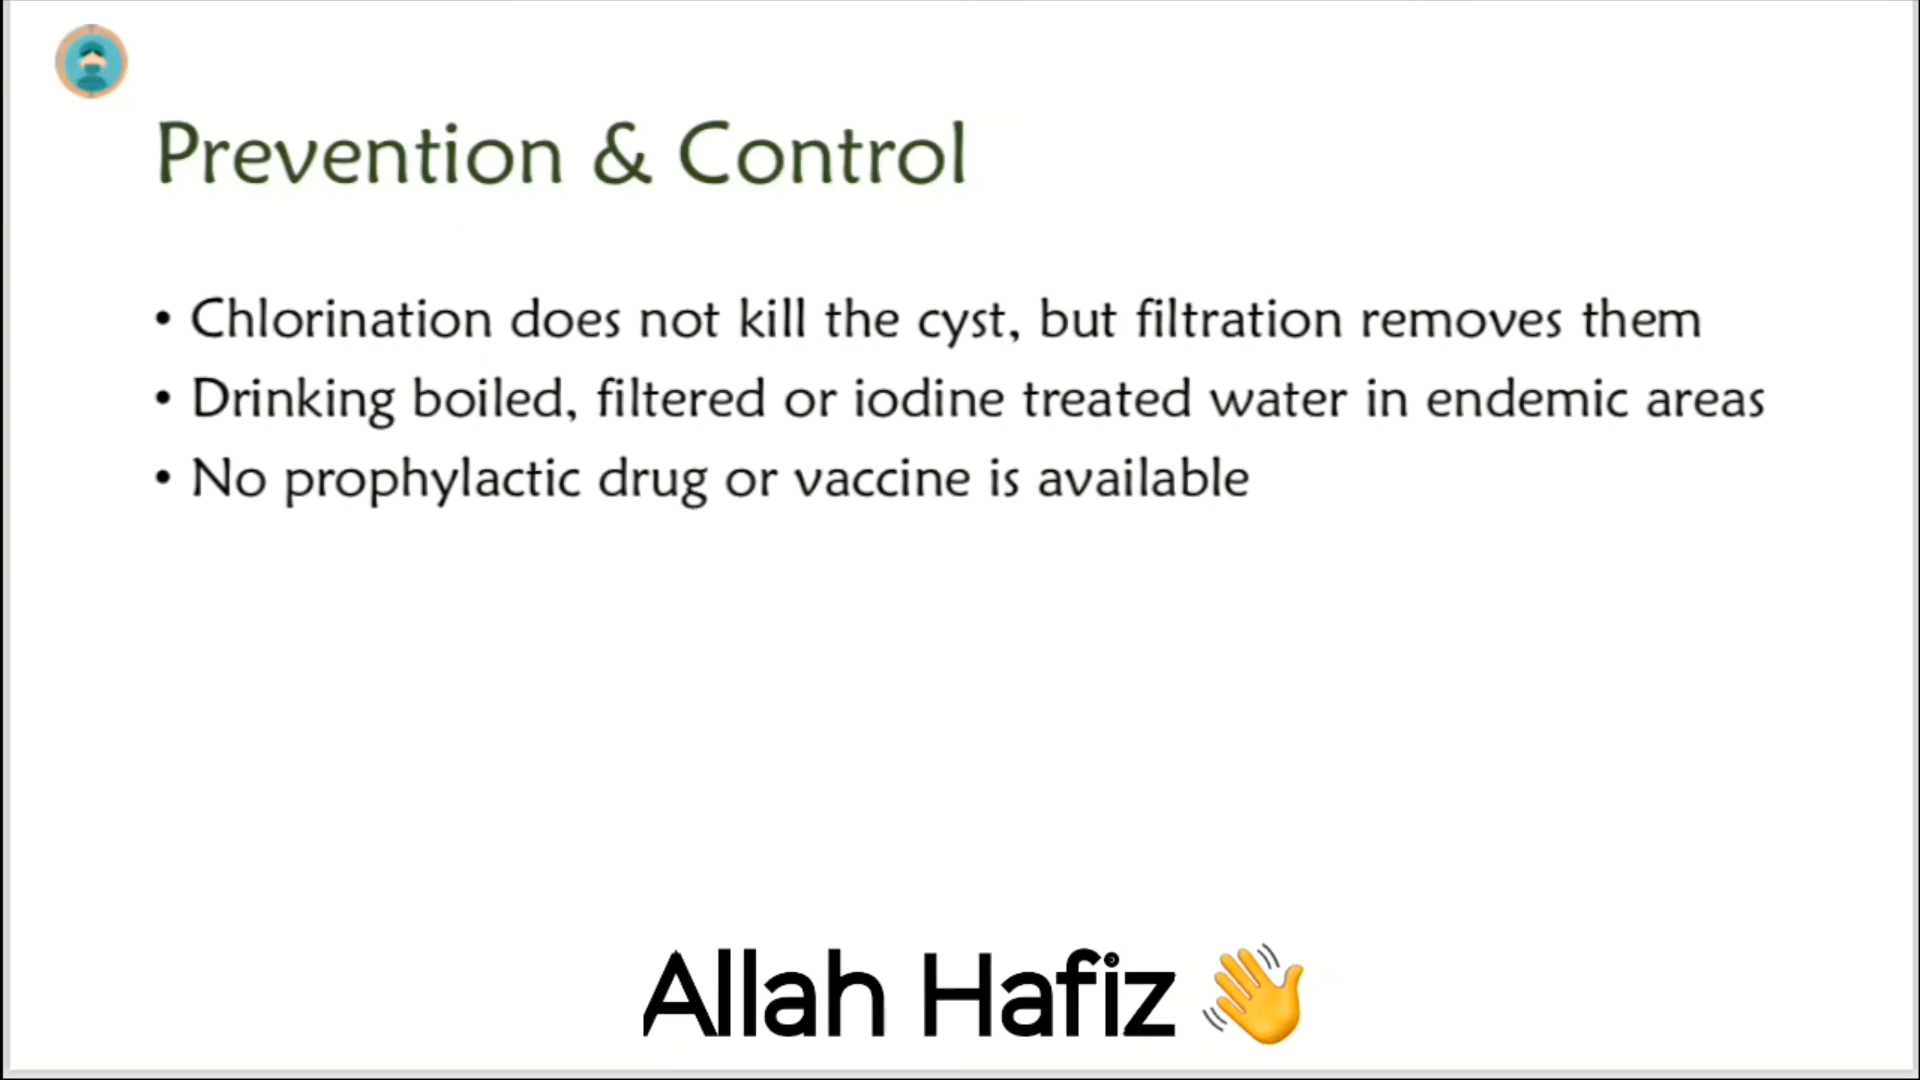 Prevention & Control
• Chlorination does not kill the cyst, but filtration removes them
• Drinking boiled, filtered or iodine treated water in endemic areas
• No prophylactic drug or vaccine is available
Allah Hafiz 👋